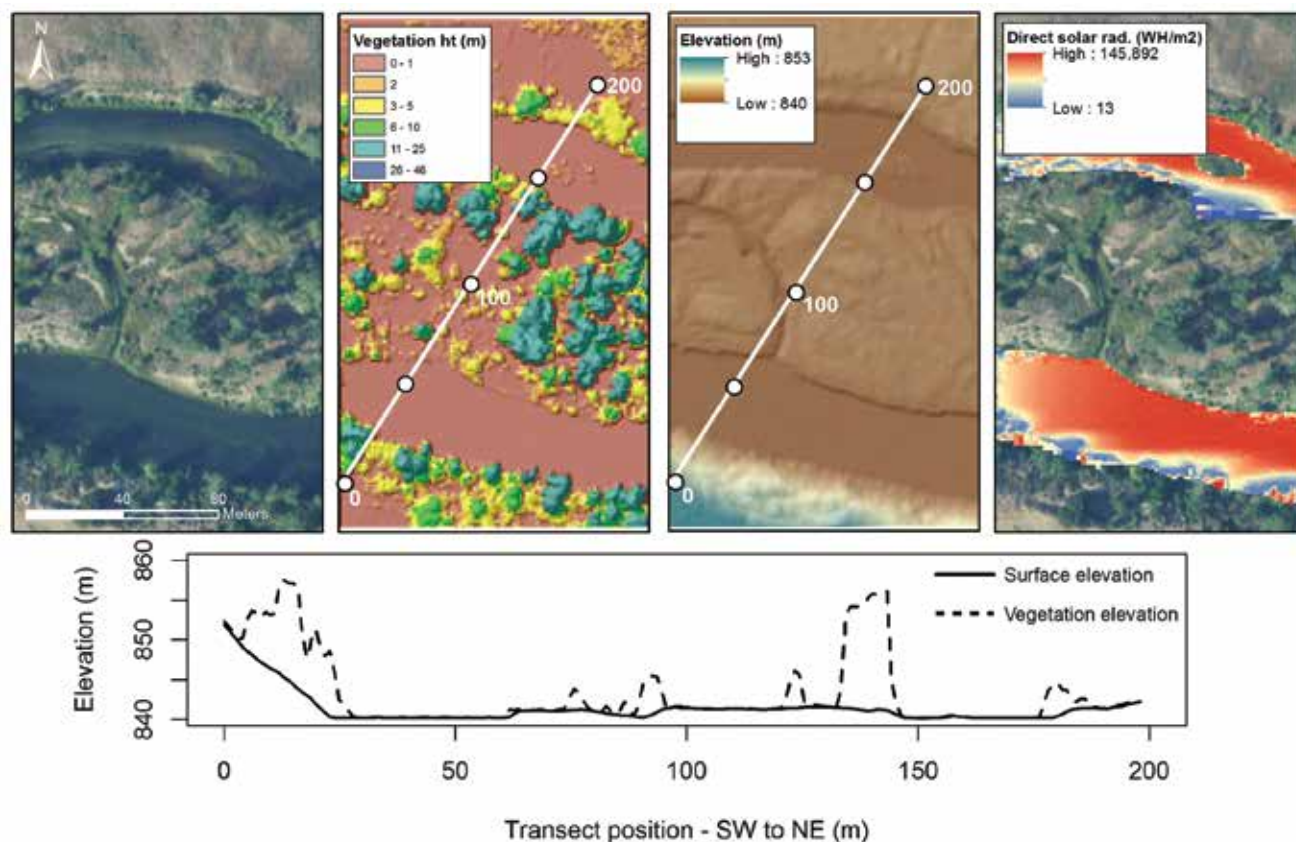 N
0 40 80
Meters
Vegetation ht (m)
0 - 1
2
3 - 5
6 - 10
11 - 25
26 - 46
200
100
0
Elevation (m)
High : 853
Low : 840
200
100
0
Direct solar rad. (WH/m2)
High : 145,892
Low : 13
Elevation (m)
860
850
840
Surface elevation
Vegetation elevation
0 50 100 150 200
Transect position - SW to NE (m)